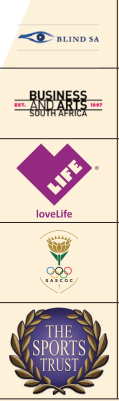 BLIND SA
BUSINESS
EST. AND ARTS 1997
SOUTH AFRICA
LIFE
loveLife
SASCOC
THE
SPORTS
TRUST